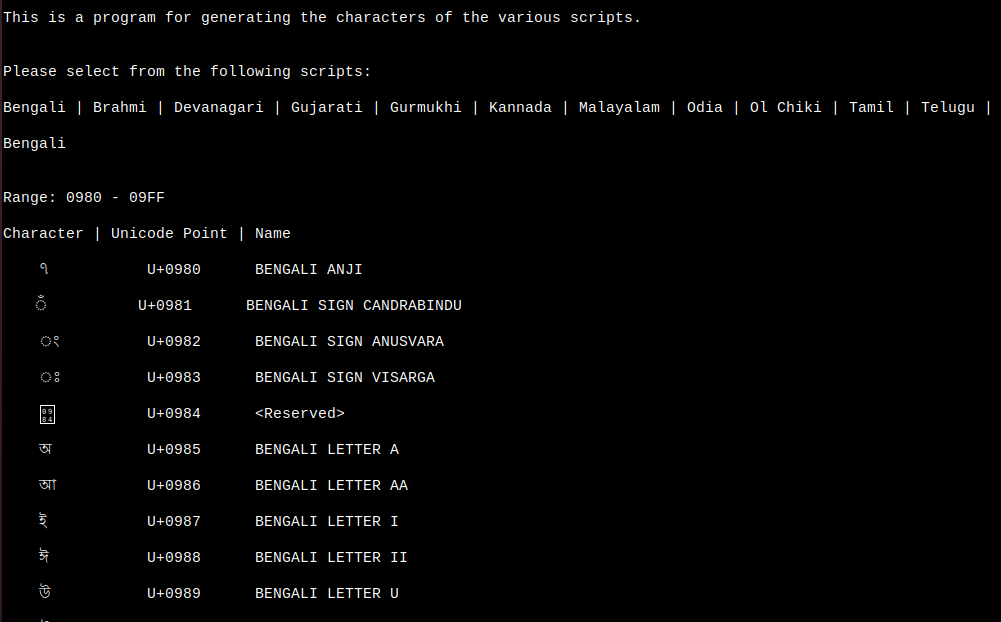 This is a program for generating the characters of the various scripts.
Please select from the following scripts:
Bengali | Brahmi | Devanagari | Gujarati | Gurmukhi | Kannada | Malayalam | Odia | Ol Chiki | Tamil | Telugu |
Bengali
Range: 0980 - 09FF
Character | Unicode Point | Name
ঀ U+0980 BENGALI ANJI
ঁ U+0981 BENGALI SIGN CANDRABINDU
ং U+0982 BENGALI SIGN ANUSVARA
ঃ U+0983 BENGALI SIGN VISARGA
0984 U+0984 <Reserved>
অ U+0985 BENGALI LETTER A
আ U+0986 BENGALI LETTER AA
ই U+0987 BENGALI LETTER I
ঈ U+0988 BENGALI LETTER II
উ U+0989 BENGALI LETTER U